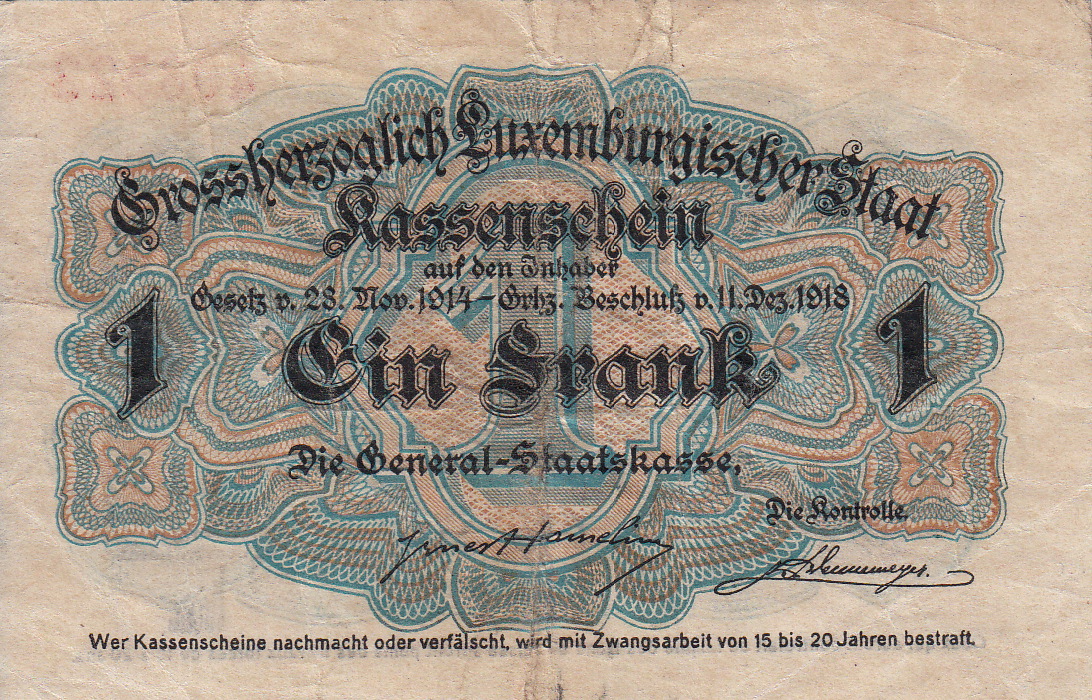 Grossherzoglich Luxemburgischer Staat
Kassenschein
auf den Inhaber
Gesetz v. 28. Nov. 1914 – Grhz. Beschluß v. 11. Dez. 1918
1 Ein Frank 1
Die General-Staatskasse,
Die Kontrolle.
Wer Kassenscheine nachmacht oder verfälscht, wird mit Zwangsarbeit von 15 bis 20 Jahren bestraft.